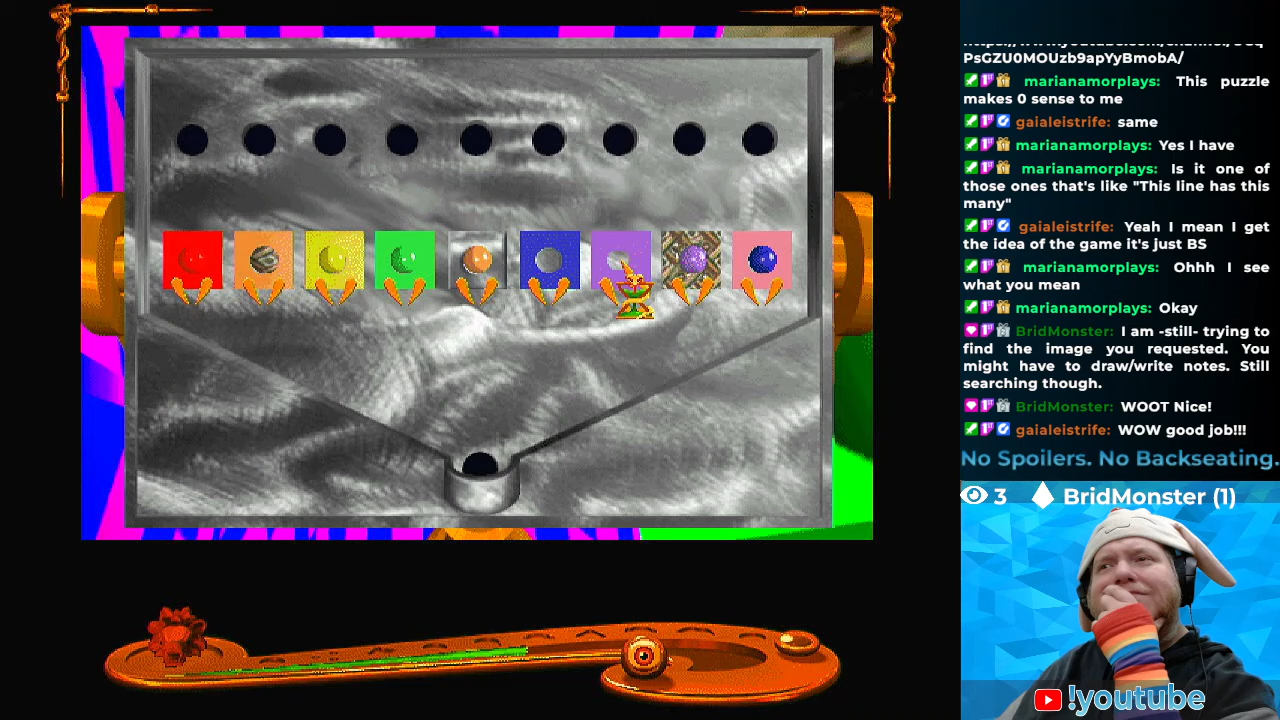 PsGZU0MOUzb9apYyBmobA/
marianamorplays: This puzzle
makes 0 sense to me
gaialeistrife: same
marianamorplays: Yes I have
marianamorplays: Is it one of
those ones that's like "This line has this
many"
gaialeistrife: Yeah I mean I get
the idea of the game it's just BS
marianamorplays: Ohhh I see
what you mean
marianamorplays: Okay
BridMonster: I am -still- trying to
find the image you requested. You
might have to draw/write notes. Still
searching though.
BridMonster: WOOT Nice!
gaialeistrife: WOW good job!!!
No Spoilers. No Backseating.
3 BridMonster (1)
!youtube